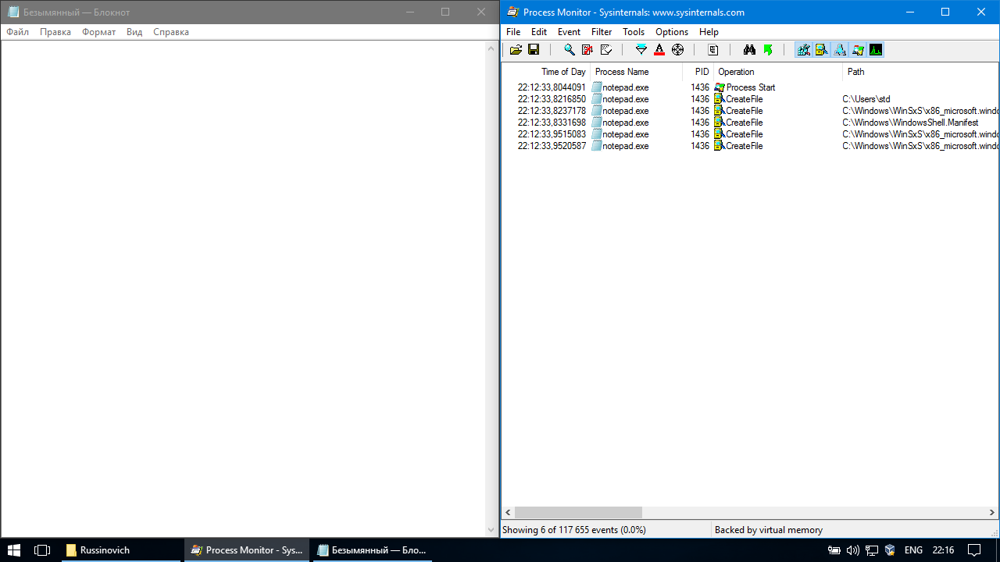 Безымянный — Блокнот
Файл Правка Формат Вид Справка
Process Monitor - Sysinternals: www.sysinternals.com
File Edit Event Filter Tools Options Help
Time of Day Process Name PID Operation Path
22:12:33,8044091 notepad.exe 1436 Process Start
22:12:33,8216850 notepad.exe 1436 CreateFile C:\Users\std
22:12:33,8237178 notepad.exe 1436 CreateFile C:\Windows\WinSxS\x86_microsoft.windo
22:12:33,8331698 notepad.exe 1436 CreateFile C:\Windows\WindowsShell.Manifest
22:12:33,9515083 notepad.exe 1436 CreateFile C:\Windows\WinSxS\x86_microsoft.windo
22:12:33,9520587 notepad.exe 1436 CreateFile C:\Windows\WinSxS\x86_microsoft.windo
Showing 6 of 117 655 events (0.0%) Backed by virtual memory
Russinovich Process Monitor - Sys... Безымянный — Бло... ENG 22:16